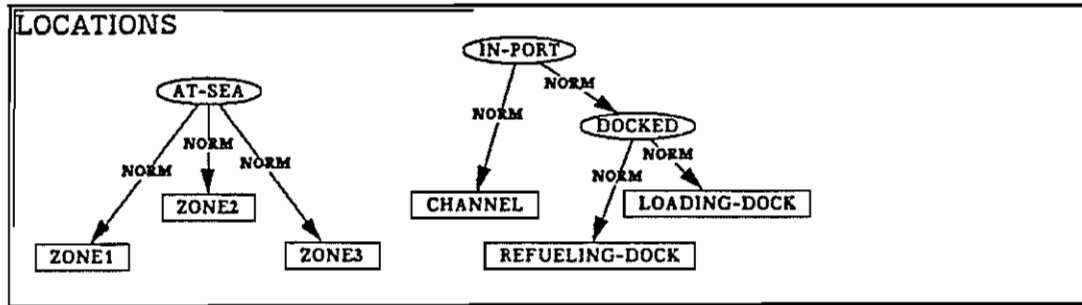 LOCATIONS
IN-PORT
AT-SEA
NORM
NORM
DOCKED
NORM
NORM
NORM
NORM
NORM
ZONE2
CHANNEL
LOADING-DOCK
ZONE1
ZONE3
REFUELING-DOCK